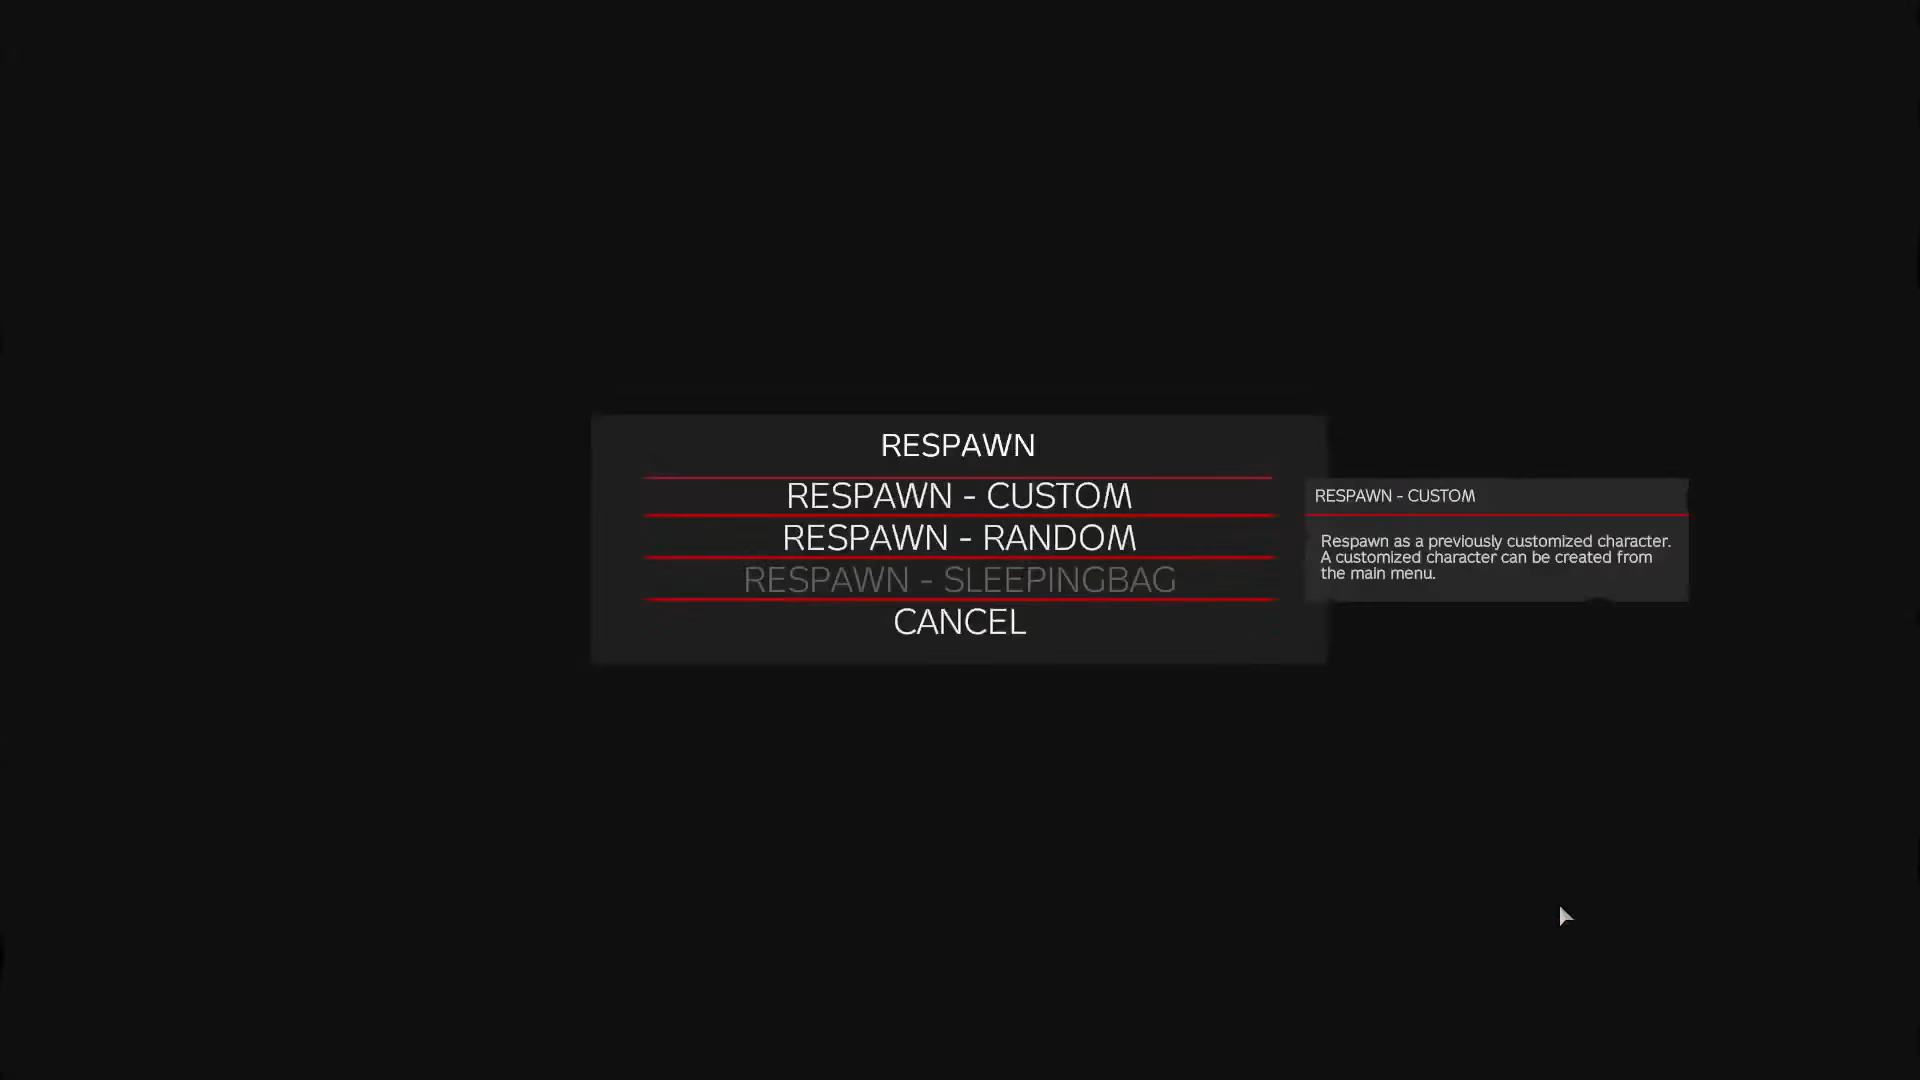 RESPAWN
RESPAWN - CUSTOM
RESPAWN - RANDOM
RESPAWN - SLEEPINGBAG
CANCEL
RESPAWN - CUSTOM
Respawn as a previously customized character.
A customized character can be created from
the main menu.